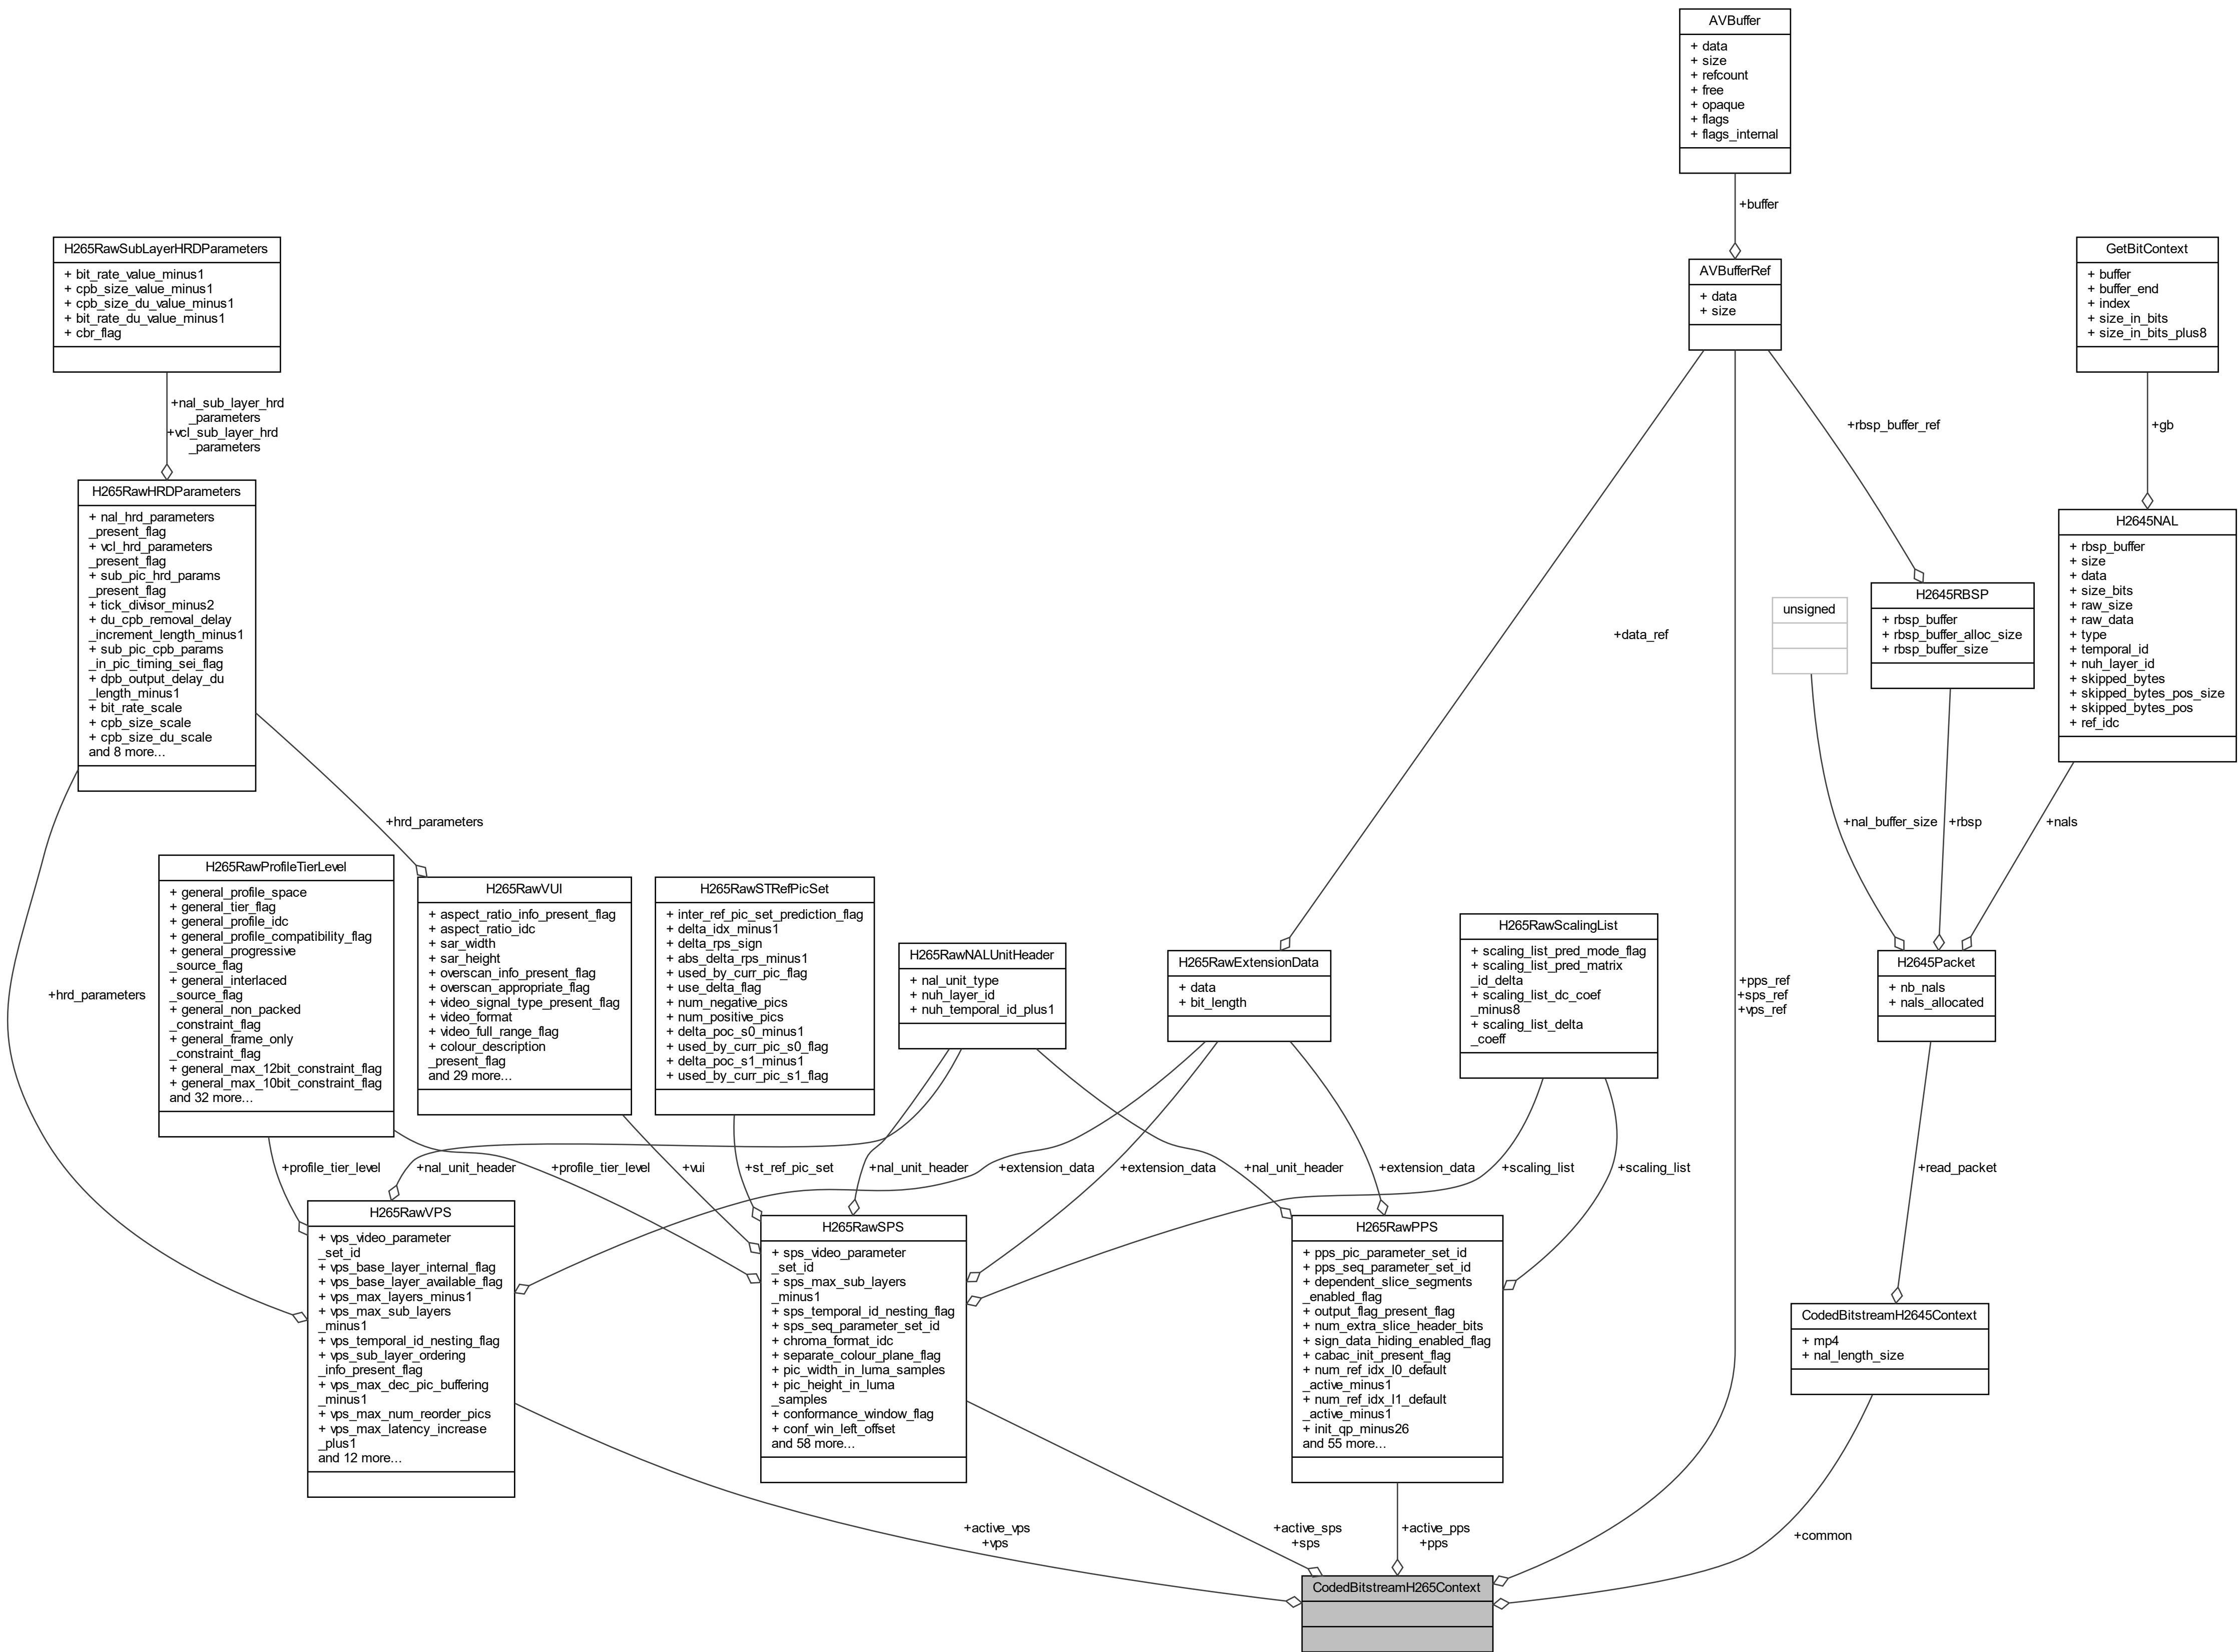 AVBuffer
+ data
+ size
+ refcount
+ free
+ opaque
+ flags
+ flags_internal
+buffer
H265RawSubLayerHRDParameters
+ bit_rate_value_minus1
+ cpb_size_value_minus1
+ cpb_size_du_value_minus1
+ bit_rate_du_value_minus1
+ cbr_flag
AVBufferRef
+ data
+ size
GetBitContext
+ buffer
+ buffer_end
+ index
+ size_in_bits
+ size_in_bits_plus8
+nal_sub_layer_hrd
_parameters
+vcl_sub_layer_hrd
_parameters
+rbsp_buffer_ref
+gb
H265RawHRDParameters
+ nal_hrd_parameters
_present_flag
+ vcl_hrd_parameters
_present_flag
+ sub_pic_hrd_params
_present_flag
+ tick_divisor_minus2
+ du_cpb_removal_delay
_increment_length_minus1
+ sub_pic_cpb_params
_in_pic_timing_sei_flag
+ dpb_output_delay_du
_length_minus1
+ bit_rate_scale
+ cpb_size_scale
+ cpb_size_du_scale
and 8 more...
+data_ref
unsigned
H2645RBSP
+ rbsp_buffer
+ rbsp_buffer_alloc_size
+ rbsp_buffer_size
H2645NAL
+ rbsp_buffer
+ size
+ data
+ size_bits
+ raw_size
+ raw_data
+ type
+ temporal_id
+ nuh_layer_id
+ skipped_bytes
+ skipped_bytes_pos_size
+ skipped_bytes_pos
+ ref_idc
+hrd_parameters
+nal_buffer_size
+rbsp
+nals
+hrd_parameters
H265RawProfileTierLevel
+ general_profile_space
+ general_tier_flag
+ general_profile_idc
+ general_profile_compatibility_flag
+ general_progressive
_source_flag
+ general_interlaced
_source_flag
+ general_non_packed
_constraint_flag
+ general_frame_only
_constraint_flag
+ general_max_12bit_constraint_flag
+ general_max_10bit_constraint_flag
and 32 more...
H265RawVUI
+ aspect_ratio_info_present_flag
+ aspect_ratio_idc
+ sar_width
+ sar_height
+ overscan_info_present_flag
+ overscan_appropriate_flag
+ video_signal_type_present_flag
+ video_format
+ video_full_range_flag
+ colour_description
_present_flag
and 29 more...
H265RawSTRefPicSet
+ inter_ref_pic_set_prediction_flag
+ delta_idx_minus1
+ delta_rps_sign
+ abs_delta_rps_minus1
+ used_by_curr_pic_flag
+ use_delta_flag
+ num_negative_pics
+ num_positive_pics
+ delta_poc_s0_minus1
+ used_by_curr_pic_s0_flag
+ delta_poc_s1_minus1
+ used_by_curr_pic_s1_flag
H265RawNALUnitHeader
+ nal_unit_type
+ nuh_layer_id
+ nuh_temporal_id_plus1
H265RawExtensionData
+ data
+ bit_length
H265RawScalingList
+ scaling_list_pred_mode_flag
+ scaling_list_pred_matrix
_id_delta
+ scaling_list_dc_coef
_minus8
+ scaling_list_delta
_coeff
+pps_ref
+sps_ref
+vps_ref
H2645Packet
+ nb_nals
+ nals_allocated
+profile_tier_level
+nal_unit_header
+profile_tier_level
+vui
+st_ref_pic_set
+nal_unit_header
+extension_data
+extension_data
+nal_unit_header
+extension_data
+scaling_list
+scaling_list
+read_packet
H265RawVPS
+ vps_video_parameter
_set_id
+ vps_base_layer_internal_flag
+ vps_base_layer_available_flag
+ vps_max_layers_minus1
+ vps_max_sub_layers
_minus1
+ vps_temporal_id_nesting_flag
+ vps_sub_layer_ordering
_info_present_flag
+ vps_max_dec_pic_buffering
_minus1
+ vps_max_num_reorder_pics
+ vps_max_latency_increase
_plus1
and 12 more...
H265RawSPS
+ sps_video_parameter
_set_id
+ sps_max_sub_layers
_minus1
+ sps_temporal_id_nesting_flag
+ sps_seq_parameter_set_id
+ chroma_format_idc
+ separate_colour_plane_flag
+ pic_width_in_luma_samples
+ pic_height_in_luma
_samples
+ conformance_window_flag
+ conf_win_left_offset
and 58 more...
H265RawPPS
+ pps_pic_parameter_set_id
+ pps_seq_parameter_set_id
+ dependent_slice_segments
_enabled_flag
+ output_flag_present_flag
+ num_extra_slice_header_bits
+ sign_data_hiding_enabled_flag
+ cabac_init_present_flag
+ num_ref_idx_l0_default
_active_minus1
+ num_ref_idx_l1_default
_active_minus1
+ init_qp_minus26
and 55 more...
CodedBitstreamH2645Context
+ mp4
+ nal_length_size
+active_vps
+vps
+active_sps
+sps
+active_pps
+pps
+common
CodedBitstreamH265Context